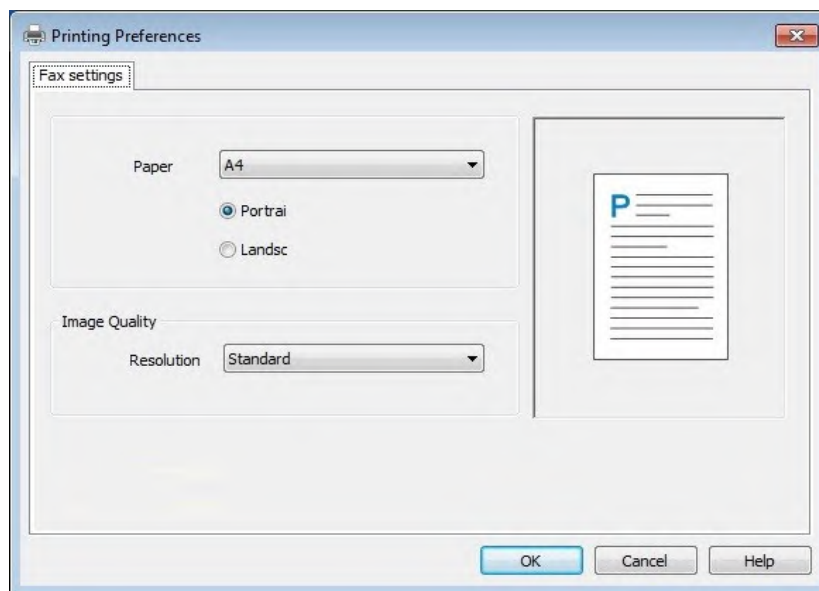 Printing Preferences
Fax settings
Paper
A4
Portrai
Landsc
P
Image Quality
Resolution
Standard
OK
Cancel
Help